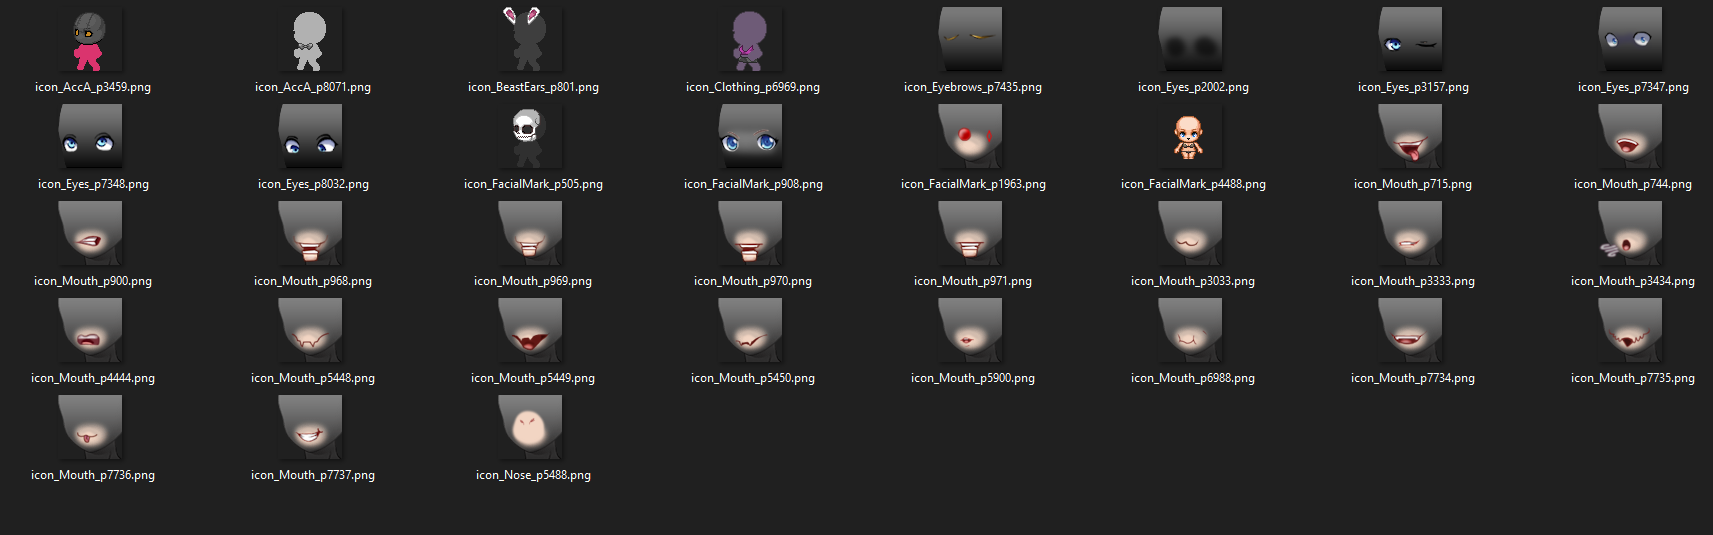 icon_AccA_p3459.png
icon_AccA_p8071.png
icon_BeastEars_p801.png
icon_Clothing_p6969.png
icon_Eyebrows_p7435.png
icon_Eyes_p2002.png
icon_Eyes_p3157.png
icon_Eyes_p7347.png
icon_Eyes_p7348.png
icon_Eyes_p8032.png
icon_FacialMark_p505.png
icon_FacialMark_p908.png
icon_FacialMark_p1963.png
icon_FacialMark_p4488.png
icon_Mouth_p715.png
icon_Mouth_p744.png
icon_Mouth_p900.png
icon_Mouth_p968.png
icon_Mouth_p969.png
icon_Mouth_p970.png
icon_Mouth_p971.png
icon_Mouth_p3033.png
icon_Mouth_p3333.png
icon_Mouth_p3434.png
icon_Mouth_p4444.png
icon_Mouth_p5448.png
icon_Mouth_p5449.png
icon_Mouth_p5450.png
icon_Mouth_p5900.png
icon_Mouth_p6988.png
icon_Mouth_p7734.png
icon_Mouth_p7735.png
icon_Mouth_p7736.png
icon_Mouth_p7737.png
icon_Nose_p5488.png